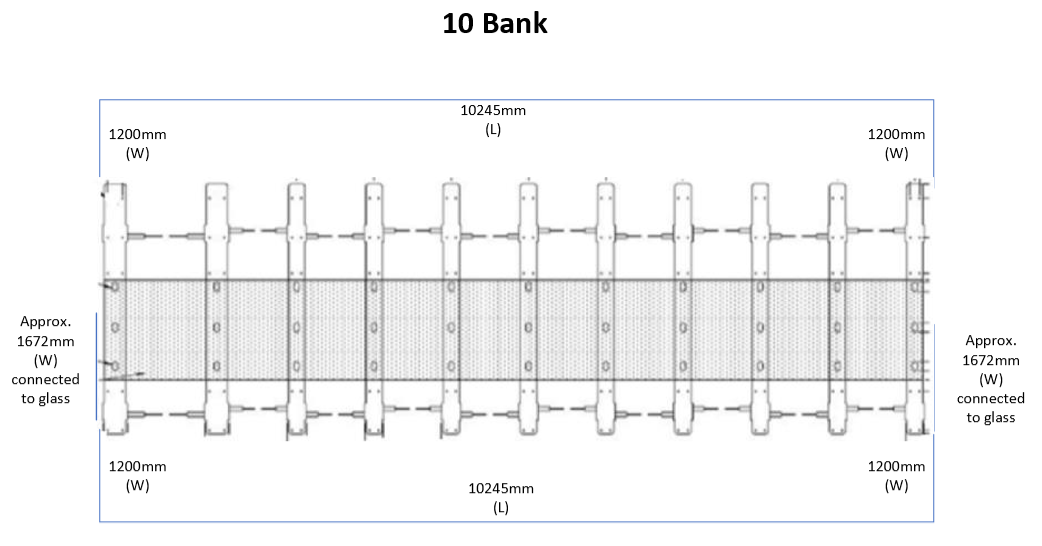 10 Bank
10245mm
(L)
1200mm
(W)
1200mm
(W)
Approx.
1672mm
(W)
connected
to glass
Approx.
1672mm
(W)
connected
to glass
1200mm
(W)
1200mm
(W)
10245mm
(L)